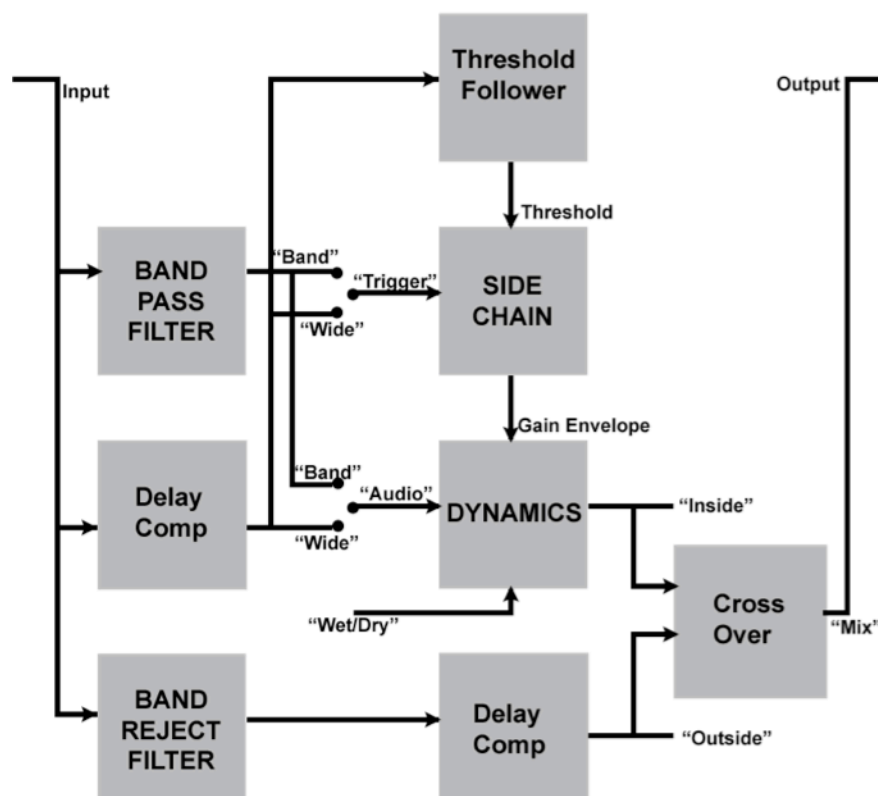 Threshold
Follower
Input
Output
Threshold
BAND
PASS
FILTER
“Band”
“Trigger”
“Wide”
SIDE
CHAIN
Gain Envelope
Delay
Comp
“Band”
“Audio”
“Wide”
DYNAMICS
“Inside”
“Wet/Dry”
Cross
Over
“Mix”
BAND
REJECT
FILTER
Delay
Comp
“Outside”